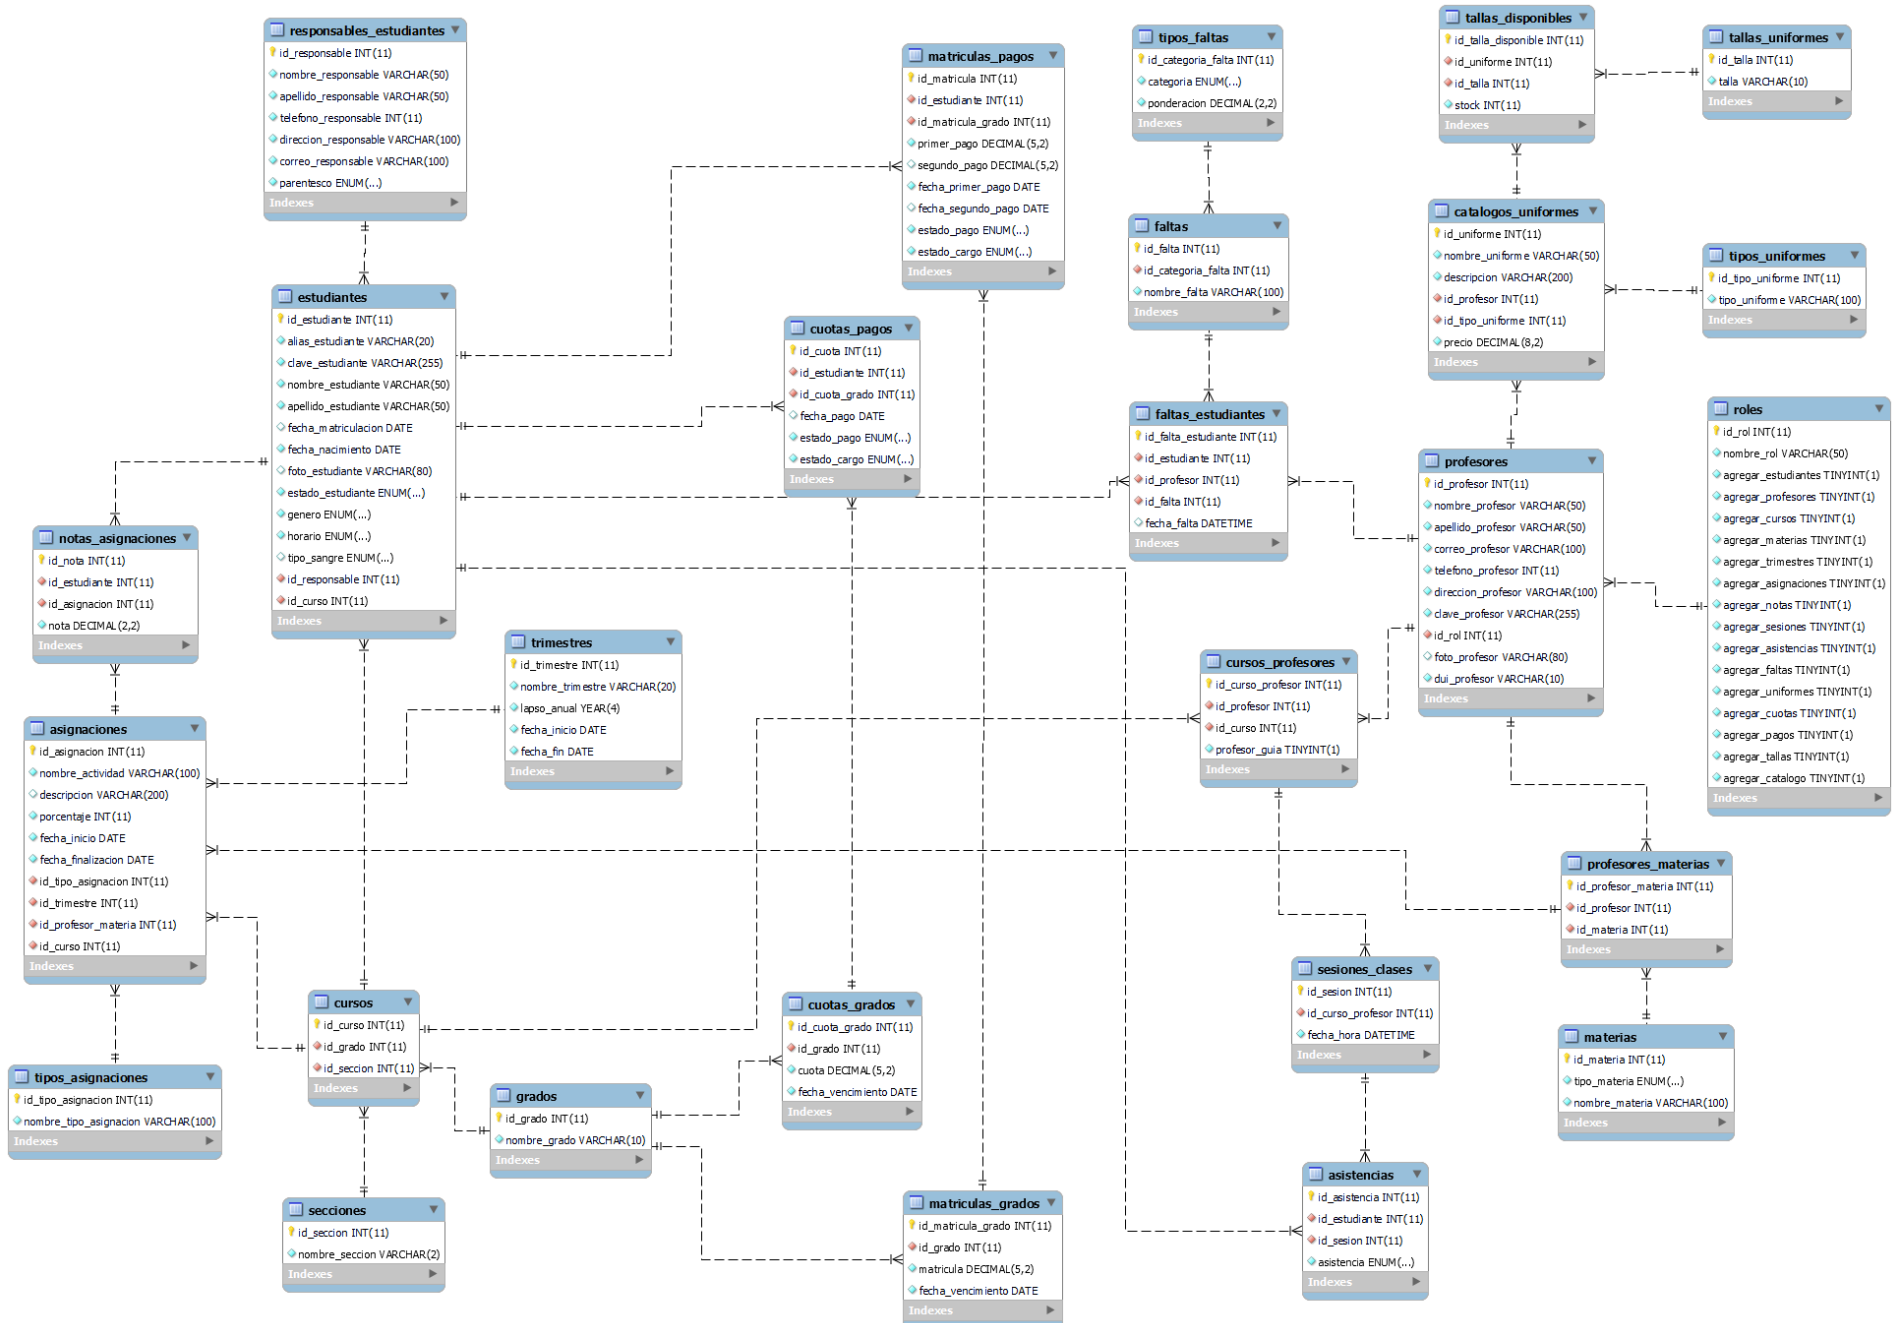 responsables_estudiantes
id_responsable INT(11)
nombre_responsable VARCHAR(50)
apellido_responsable VARCHAR(50)
telefono_responsable INT(11)
direccion_responsable VARCHAR(100)
correo_responsable VARCHAR(100)
parentesco ENUM(...)
Indexes
estudiantes
id_estudiante INT(11)
alias_estudiante VARCHAR(20)
clave_estudiante VARCHAR(255)
nombre_estudiante VARCHAR(50)
apellido_estudiante VARCHAR(50)
fecha_matriculacion DATE
fecha_nacimiento DATE
foto_estudiante VARCHAR(80)
estado_estudiante ENUM(...)
genero ENUM(...)
horario ENUM(...)
tipo_sangre ENUM(...)
id_responsable INT(11)
id_curso INT(11)
Indexes
notas_asignaciones
id_nota INT(11)
id_estudiante INT(11)
id_asignacion INT(11)
nota DECIMAL(2,2)
Indexes
asignaciones
id_asignacion INT(11)
nombre_actividad VARCHAR(100)
descripcion VARCHAR(200)
porcentaje INT(11)
fecha_inicio DATE
fecha_finalizacion DATE
id_tipo_asignacion INT(11)
id_trimestre INT(11)
id_profesor_materia INT(11)
id_curso INT(11)
Indexes
tipos_asignaciones
id_tipo_asignacion INT(11)
nombre_tipo_asignacion VARCHAR(100)
Indexes
trimestres
id_trimestre INT(11)
nombre_trimestre VARCHAR(20)
lapso_anual YEAR(4)
fecha_inicio DATE
fecha_fin DATE
Indexes
cursos
id_curso INT(11)
id_grado INT(11)
id_seccion INT(11)
Indexes
secciones
id_seccion INT(11)
nombre_seccion VARCHAR(2)
Indexes
grados
id_grado INT(11)
nombre_grado VARCHAR(10)
Indexes
matriculas_pagos
id_matricula INT(11)
id_estudiante INT(11)
id_matricula_grado INT(11)
primer_pago DECIMAL(5,2)
segundo_pago DECIMAL(5,2)
fecha_primer_pago DATE
fecha_segundo_pago DATE
estado_pago ENUM(...)
estado_cargo ENUM(...)
Indexes
cuotas_pagos
id_cuota INT(11)
id_estudiante INT(11)
id_cuota_grado INT(11)
fecha_pago DATE
estado_pago ENUM(...)
estado_cargo ENUM(...)
Indexes
cuotas_grados
id_cuota_grado INT(11)
id_grado INT(11)
cuota DECIMAL(5,2)
fecha_vencimiento DATE
Indexes
matriculas_grados
id_matricula_grado INT(11)
id_grado INT(11)
matricula DECIMAL(5,2)
fecha_vencimiento DATE
Indexes
tipos_faltas
id_categoria_falta INT(11)
categoria ENUM(...)
ponderacion DECIMAL(2,2)
Indexes
faltas
id_falta INT(11)
id_categoria_falta INT(11)
nombre_falta VARCHAR(100)
Indexes
faltas_estudiantes
id_falta_estudiante INT(11)
id_estudiante INT(11)
id_profesor INT(11)
id_falta INT(11)
fecha_falta DATETIME
Indexes
cursos_profesores
id_curso_profesor INT(11)
id_profesor INT(11)
id_curso INT(11)
profesor_guia TINYINT(1)
Indexes
sesiones_clases
id_sesion INT(11)
id_curso_profesor INT(11)
fecha_hora DATETIME
Indexes
asistencias
id_asistencia INT(11)
id_estudiante INT(11)
id_sesion INT(11)
asistencia ENUM(...)
Indexes
tallas_disponibles
id_talla_disponible INT(11)
id_uniforme INT(11)
id_talla INT(11)
stock INT(11)
Indexes
tallas_uniformes
id_talla INT(11)
talla VARCHAR(10)
Indexes
catalogos_uniformes
id_uniforme INT(11)
nombre_uniforme VARCHAR(50)
descripcion VARCHAR(200)
id_profesor INT(11)
id_tipo_uniforme INT(11)
precio DECIMAL(8,2)
Indexes
tipos_uniformes
id_tipo_uniforme INT(11)
tipo_uniforme VARCHAR(100)
Indexes
profesores
id_profesor INT(11)
nombre_profesor VARCHAR(50)
apellido_profesor VARCHAR(50)
correo_profesor VARCHAR(100)
telefono_profesor INT(11)
direccion_profesor VARCHAR(100)
clave_profesor VARCHAR(255)
id_rol INT(11)
foto_profesor VARCHAR(80)
dui_profesor VARCHAR(10)
Indexes
roles
id_rol INT(11)
nombre_rol VARCHAR(50)
agregar_estudiantes TINYINT(1)
agregar_profesores TINYINT(1)
agregar_cursos TINYINT(1)
agregar_materias TINYINT(1)
agregar_trimestres TINYINT(1)
agregar_asignaciones TINYINT(1)
agregar_notas TINYINT(1)
agregar_sesiones TINYINT(1)
agregar_asistencias TINYINT(1)
agregar_faltas TINYINT(1)
agregar_uniformes TINYINT(1)
agregar_cuotas TINYINT(1)
agregar_pagos TINYINT(1)
agregar_tallas TINYINT(1)
agregar_catalogo TINYINT(1)
Indexes
profesores_materias
id_profesor_materia INT(11)
id_profesor INT(11)
id_materia INT(11)
Indexes
materias
id_materia INT(11)
tipo_materia ENUM(...)
nombre_materia VARCHAR(100)
Indexes